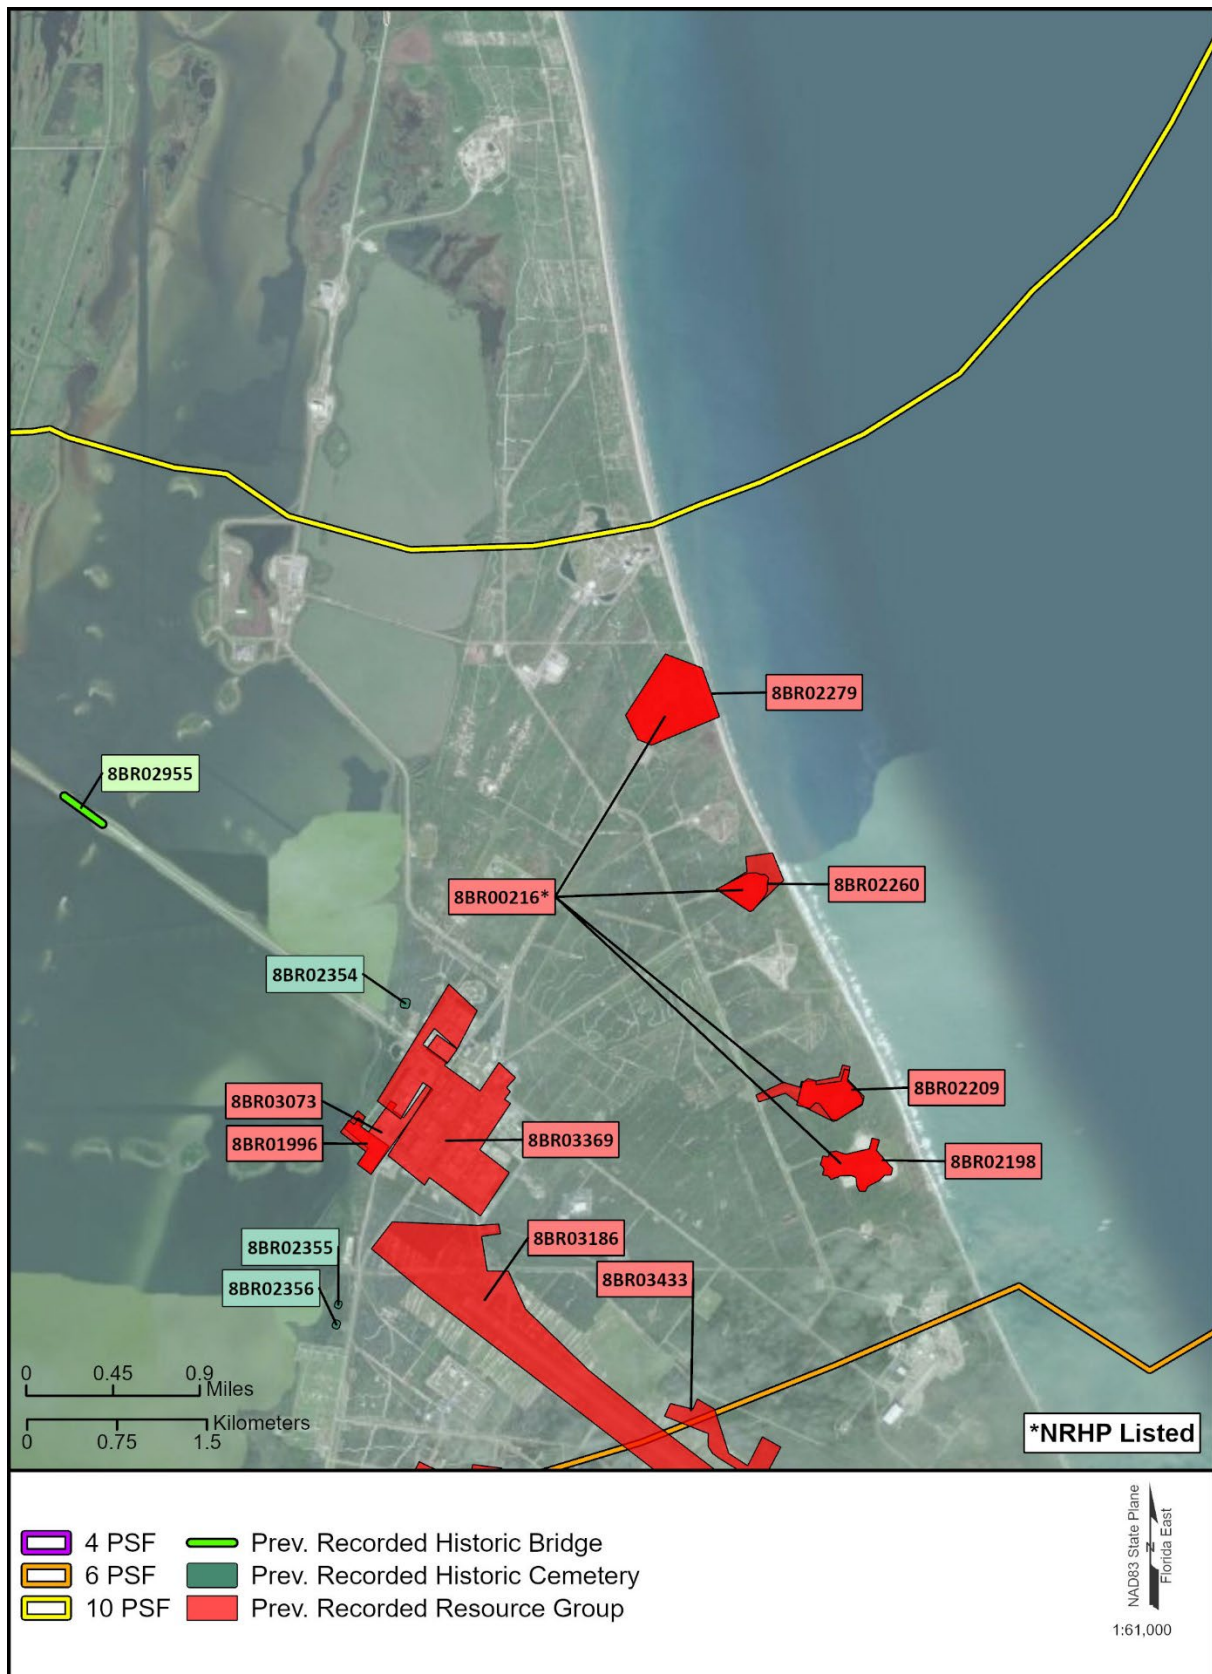 8BR02279
8BR02955
8BR00216*
8BR02260
8BR02354
8BR03073
8BR02209
8BR01996
8BR03369
8BR02198
8BR02355
8BR03186
8BR02356
8BR03433
0 0.45 0.9
Miles
Kilometers
0 0.75 1.5
*NRHP Listed
4 PSF Prev. Recorded Historic Bridge
6 PSF Prev. Recorded Historic Cemetery
10 PSF Prev. Recorded Resource Group
NAD83 State Plane
Florida East
N
1:61,000